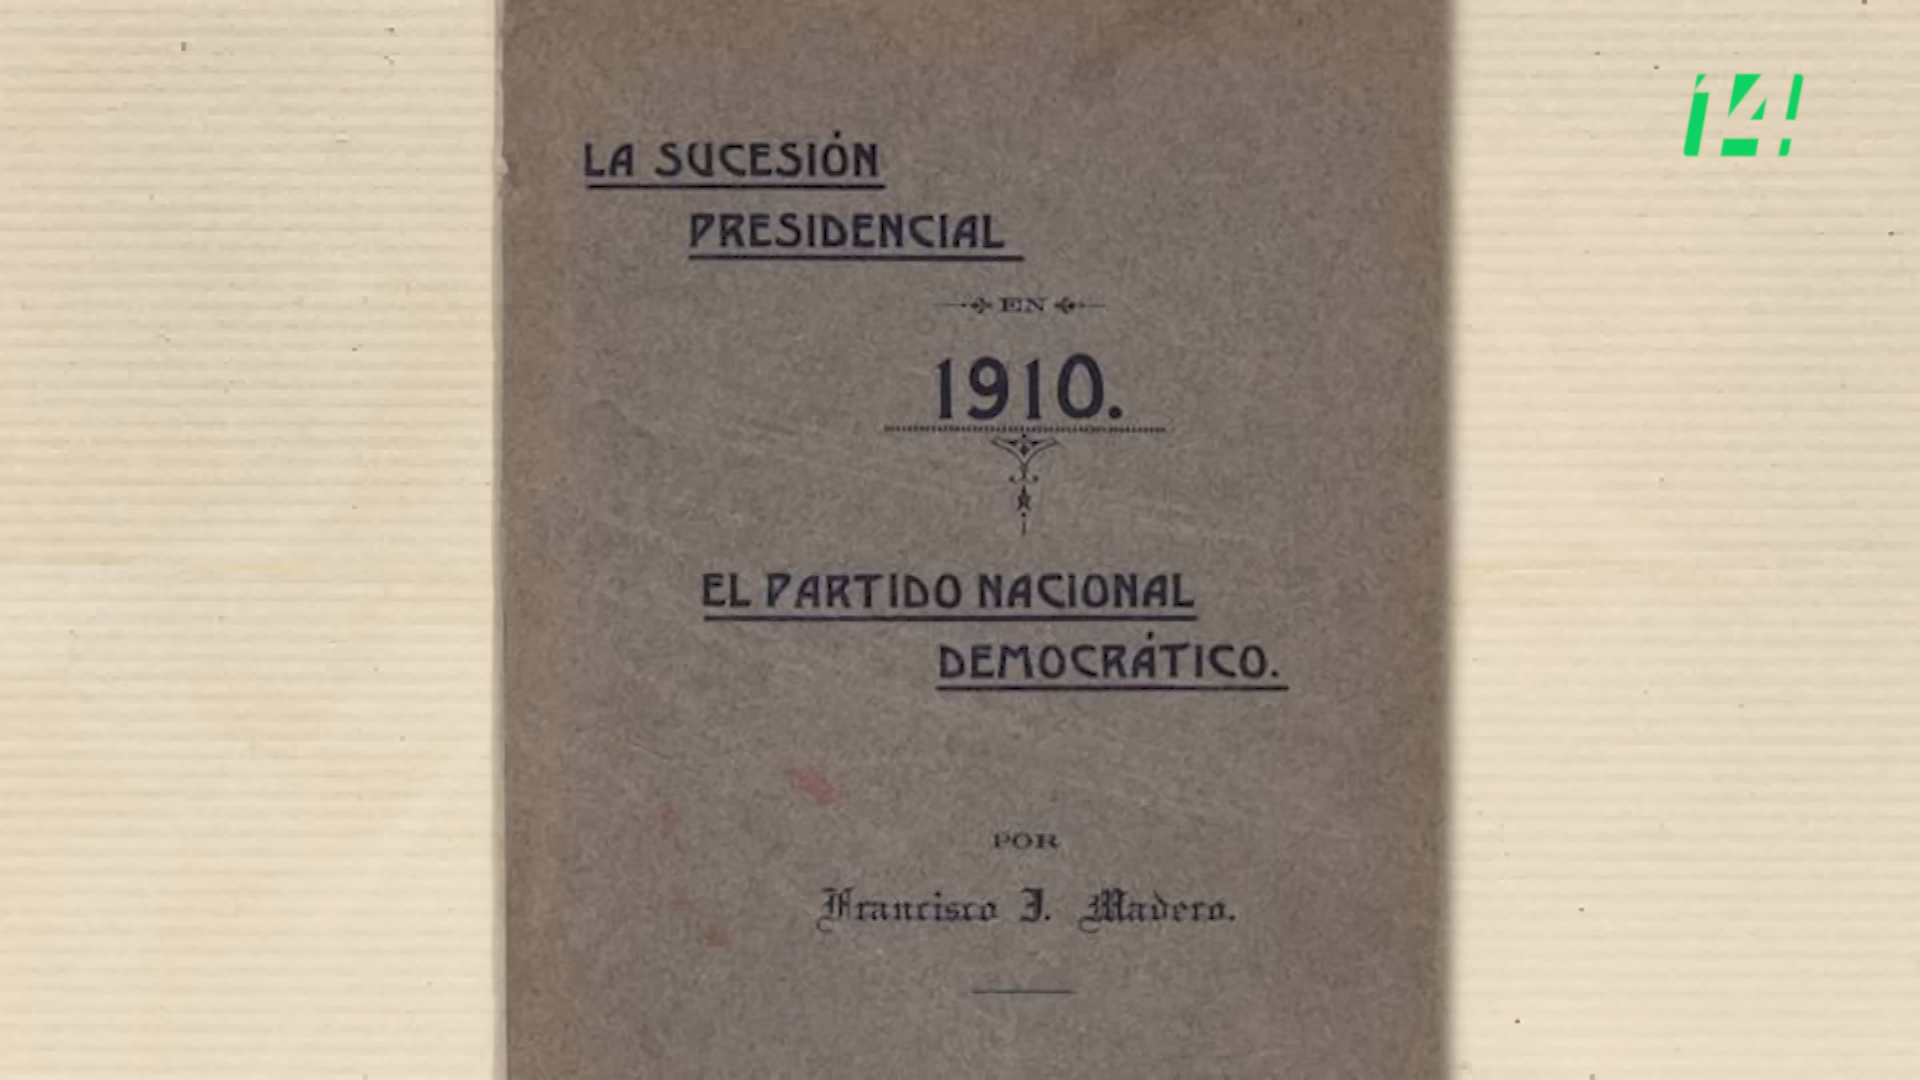 LA SUCESIÓN
PRESIDENCIAL
EN
1910.
EL PARTIDO NACIONAL
DEMOCRÁTICO.
POR
Francisco I. Madero.
14!